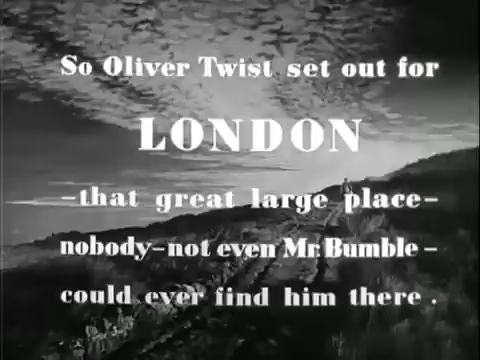 So Oliver Twist set out for
LONDON
-that great large place-
nobody-not even Mr. Bumble-
could ever find him there.